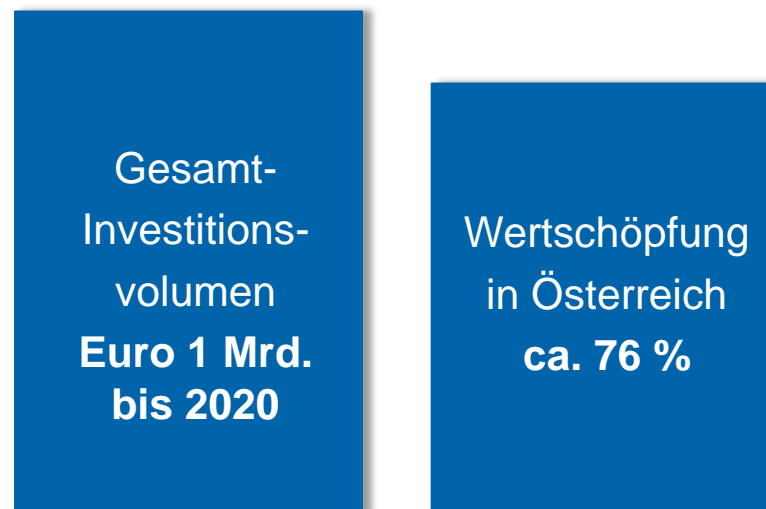 Gesamt-
Investitions-
volumen
Euro 1 Mrd.
bis 2020
Wertschöpfung
in Österreich
ca. 76 %